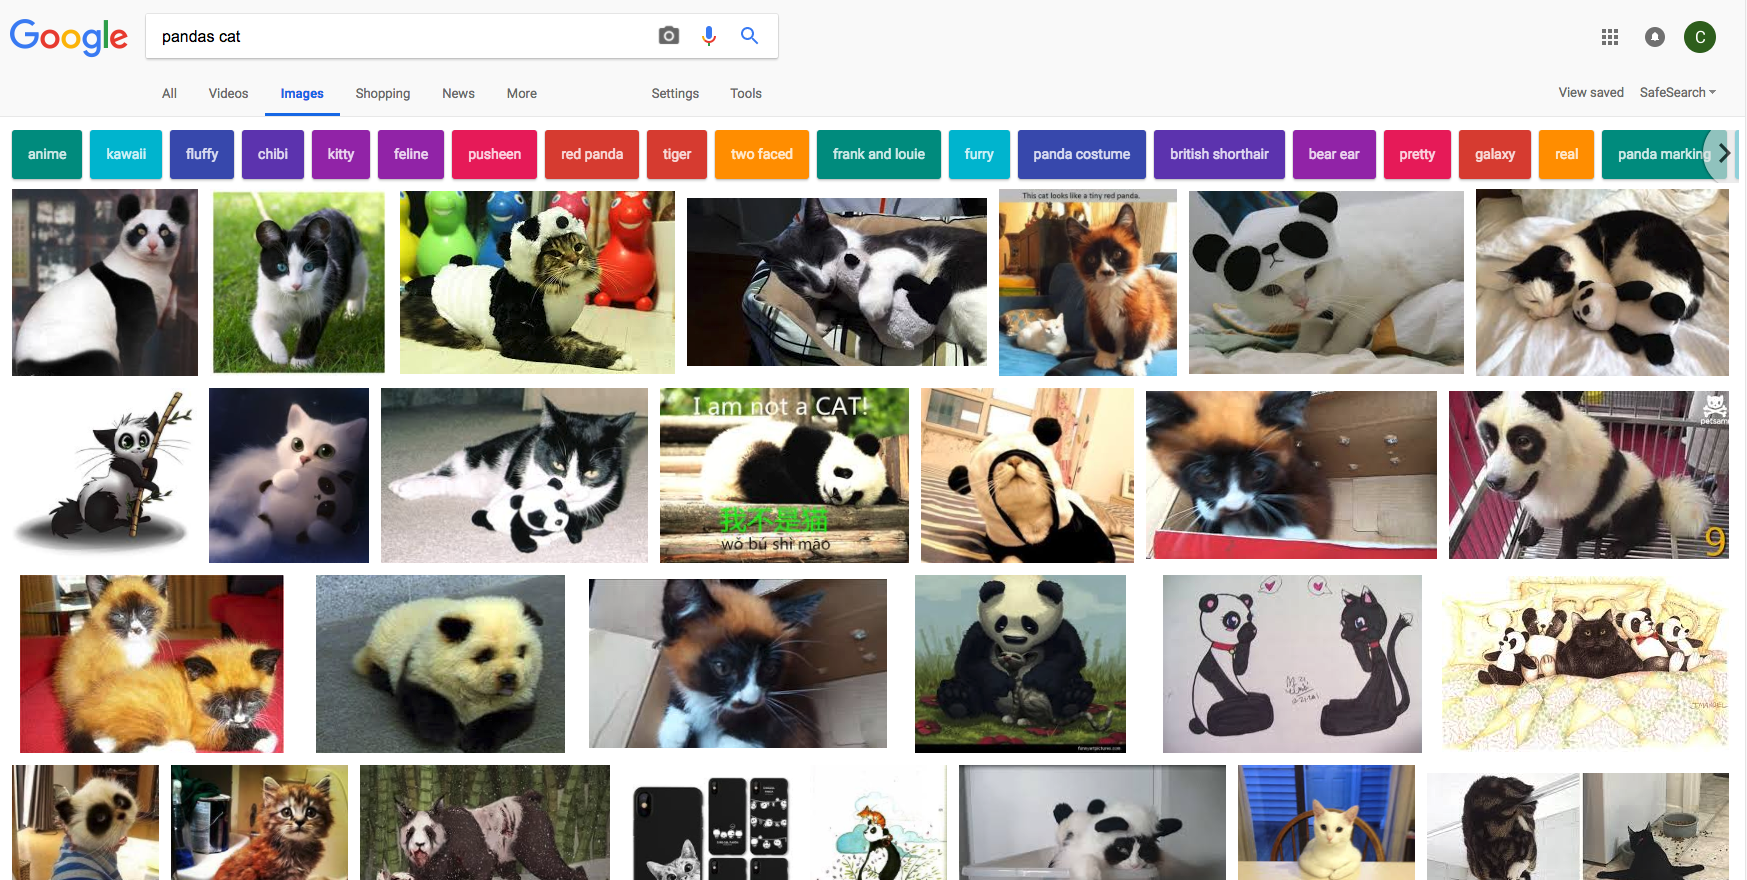 Google
pandas cat
C
All Videos Images Shopping News More Settings Tools
View saved SafeSearch
anime kawaii fluffy chibi kitty feline pusheen red panda tiger two faced frank and louie furry panda costume british shorthair bear ear pretty galaxy real panda marking
This cat looks like a tiny red panda.
I am not a CAT!
我不是猫
wǒ bú shì māo
9